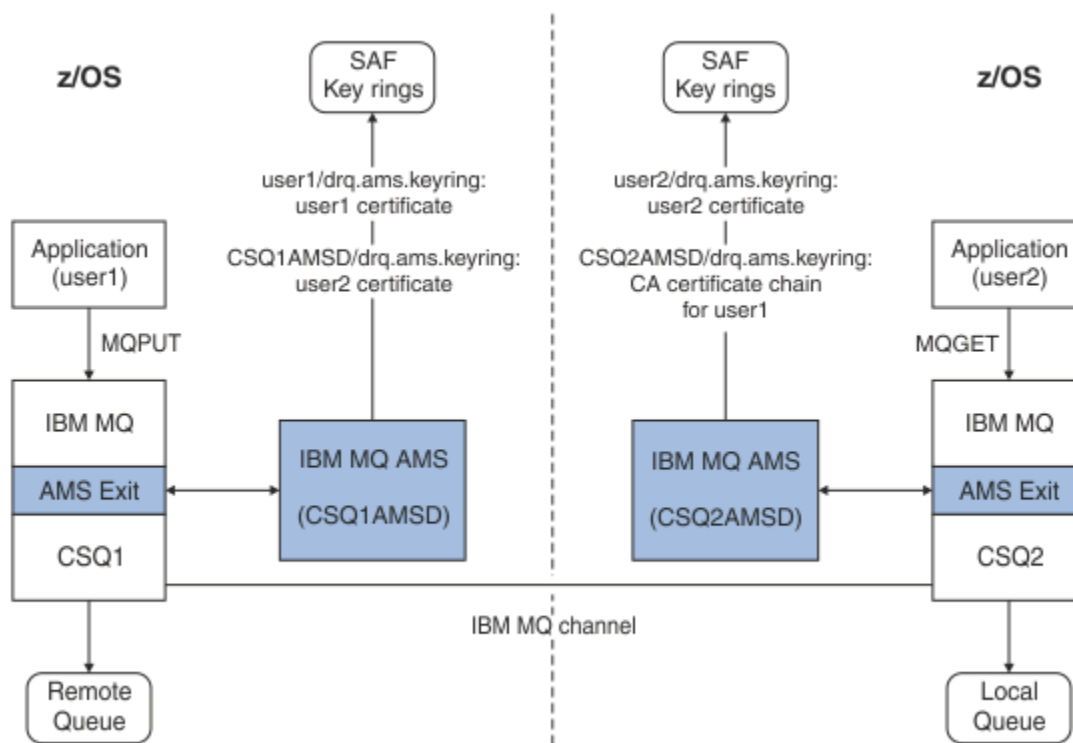 z/OS
SAF
Key rings
user1/drq.ams.keyring:
user1 certificate
CSQ1AMSD/drq.ams.keyring:
user2 certificate
Application
(user1)
MQPUT
IBM MQ
AMS Exit
CSQ1
IBM MQ AMS
(CSQ1AMSD)
Remote
Queue
IBM MQ channel
SAF
Key rings
z/OS
user2/drq.ams.keyring:
user2 certificate
CSQ2AMSD/drq.ams.keyring:
CA certificate chain
for user1
Application
(user2)
MQGET
IBM MQ AMS
(CSQ2AMSD)
IBM MQ
AMS Exit
CSQ2
Local
Queue